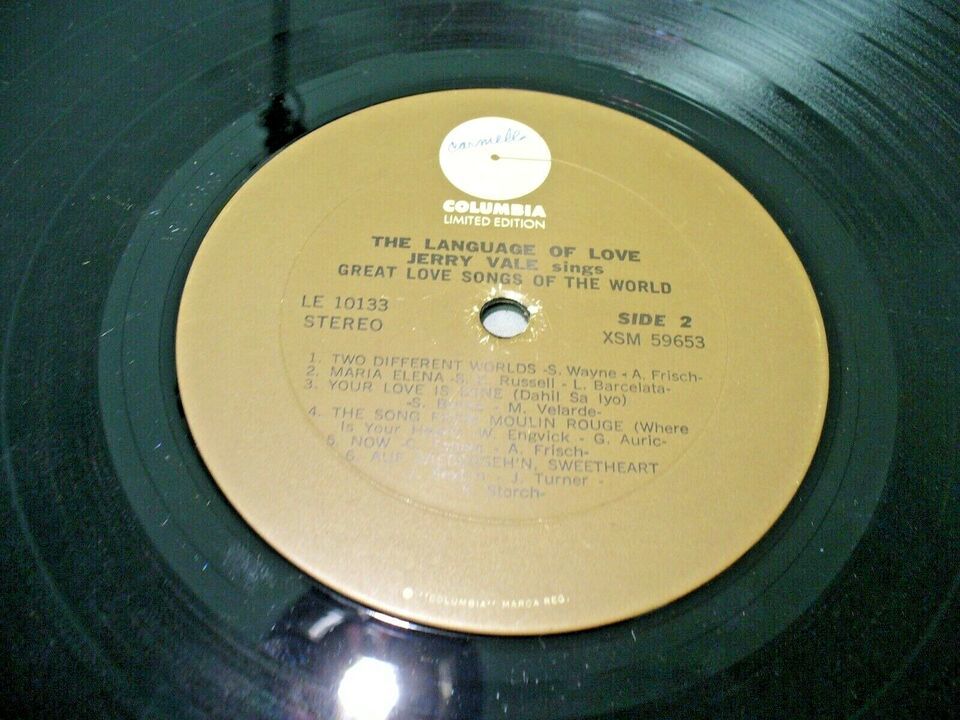 carmell
COLUMBIA
LIMITED EDITION
THE LANGUAGE OF LOVE
JERRY VALE sings
GREAT LOVE SONGS OF THE WORLD
LE 10133
STEREO
SIDE 2
XSM 59653
1. TWO DIFFERENT WORLDS -S. Wayne - A. Frisch-
2. MARIA ELENA -S. K. Russell - L. Barcelata-
3. YOUR LOVE IS MINE (Dahil Sa Iyo)
-S. - M. Velarde-
4. THE SONG FROM MOULIN ROUGE (Where
Is Your Heart) -W. Engvick - G. Auric-
5. NOW - A. Frisch-
6. AUF WIEDERSEH'N, SWEETHEART
- J. Turner -
Storch-
"COLUMBIA" MARCA REG.